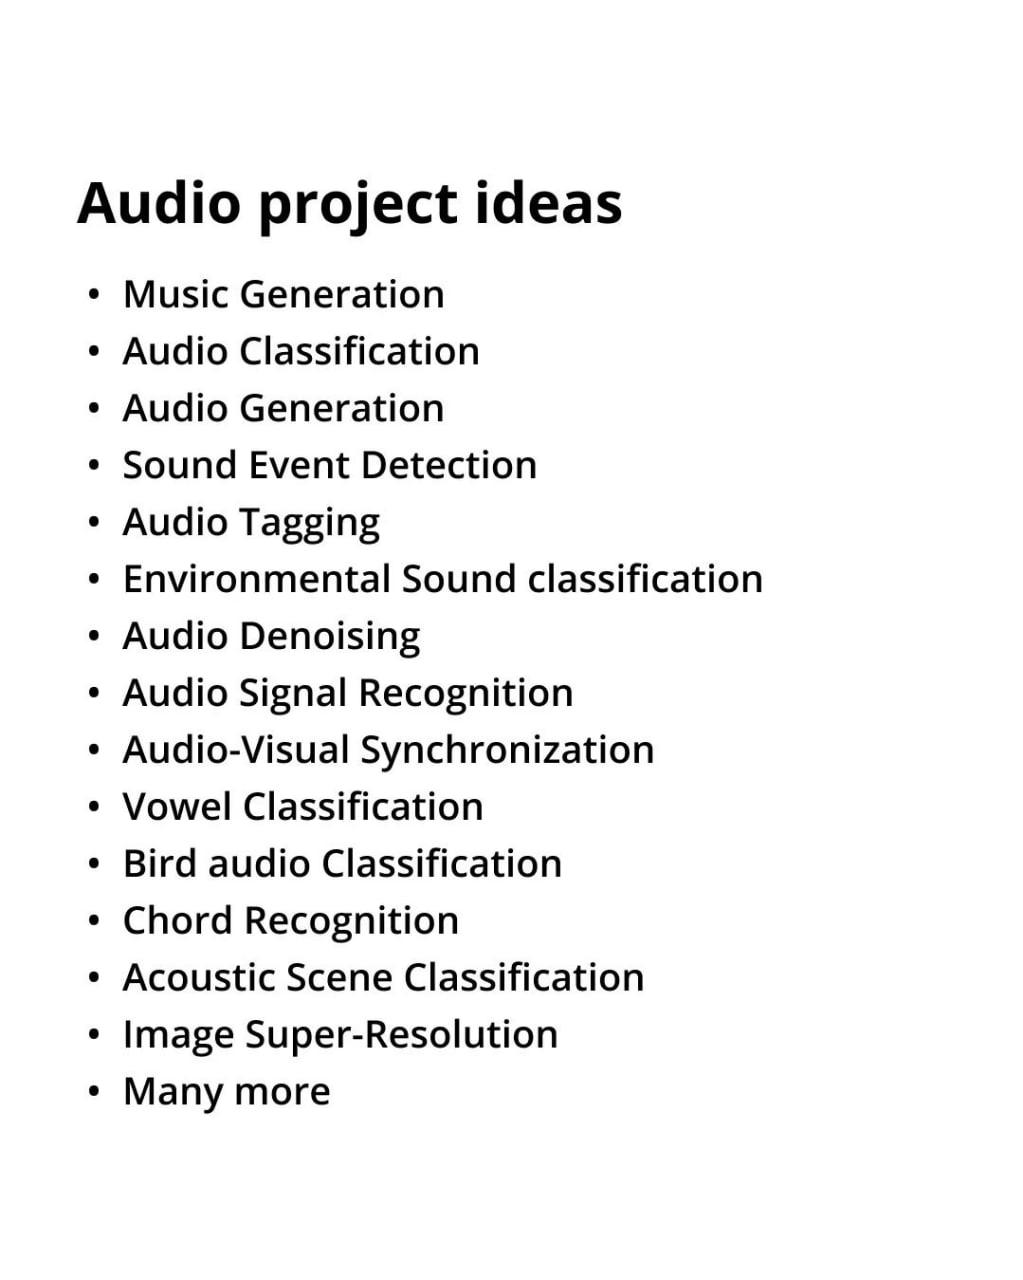 Audio project ideas
• Music Generation
• Audio Classification
• Audio Generation
• Sound Event Detection
• Audio Tagging
• Environmental Sound classification
• Audio Denoising
• Audio Signal Recognition
• Audio-Visual Synchronization
• Vowel Classification
• Bird audio Classification
• Chord Recognition
• Acoustic Scene Classification
• Image Super-Resolution
• Many more